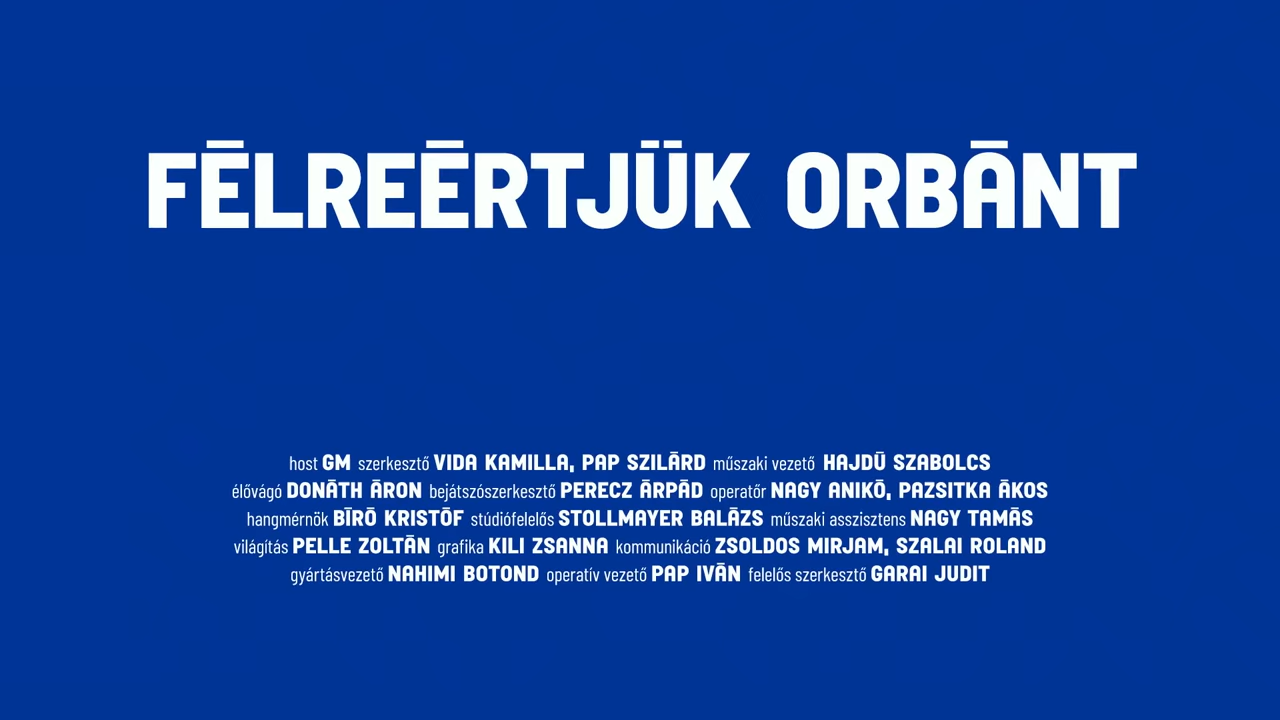 FÉLREÉRTJÜK ORBÁNT
host GM szerkesztő VIDA KAMILLA, PAP SZILÁRD műszaki vezető HAJDÚ SZABOLCS
élővágó DONÁTH ÁRON bejátszószerkesztő PERECZ ÁRPÁD operatőr NAGY ANIKÓ, PAZSITKA ÁKOS
hangmérnök BÍRÓ KRISTÓF stúdiófelelős STOLLMAYER BALÁZS műszaki asszisztens NAGY TAMÁS
világítás PELLE ZOLTÁN grafika KILI ZSANNA kommunikáció ZSOLDOS MIRJAM, SZALAI ROLAND
gyártásvezető NAHIMI BOTOND operatív vezető PAP IVÁN felelős szerkesztő GARAI JUDIT